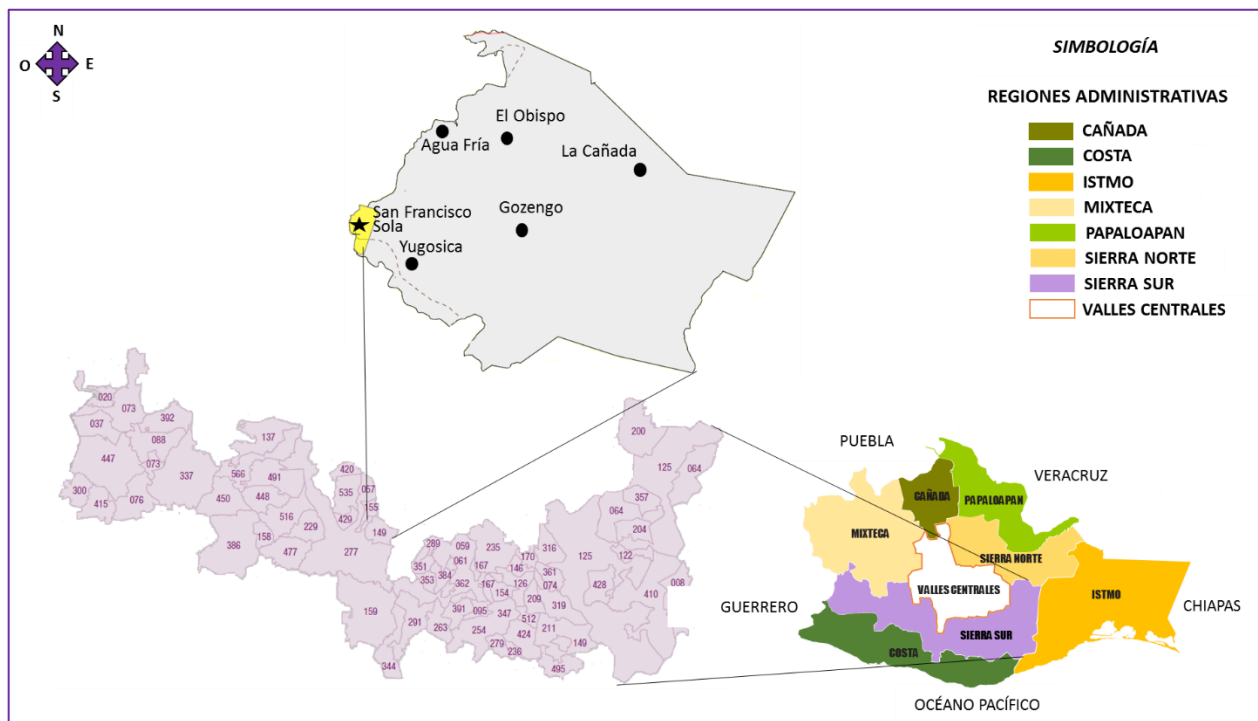 N
O E
S
El Obispo
Agua Fría
La Cañada
San Francisco
Sola
Gozengo
Yugosica
SIMBOLOGÍA
REGIONES ADMINISTRATIVAS
CAÑADA
COSTA
ISTMO
MIXTECA
PAPALOAPAN
SIERRA NORTE
SIERRA SUR
VALLES CENTRALES
020
073
392
037
088
447
073
337
300
415
076
137
566
491
450
448
516
158
229
386
477
420
535
057
155
429
149
277
159
344
291
289
059
235
351
061
167
353
384
362
167
146
170
316
126
361
074
154
209
391
095
347
319
263
254
512
424
211
279
236
149
495
200
125
064
357
064
204
125
122
428
008
410
PUEBLA
VERACRUZ
CAÑADA
PAPALOAPAN
MIXTECA
SIERRA NORTE
VALLES CENTRALES
ISTMO
GUERRERO
CHIAPAS
SIERRA SUR
COSTA
OCÉANO PACÍFICO